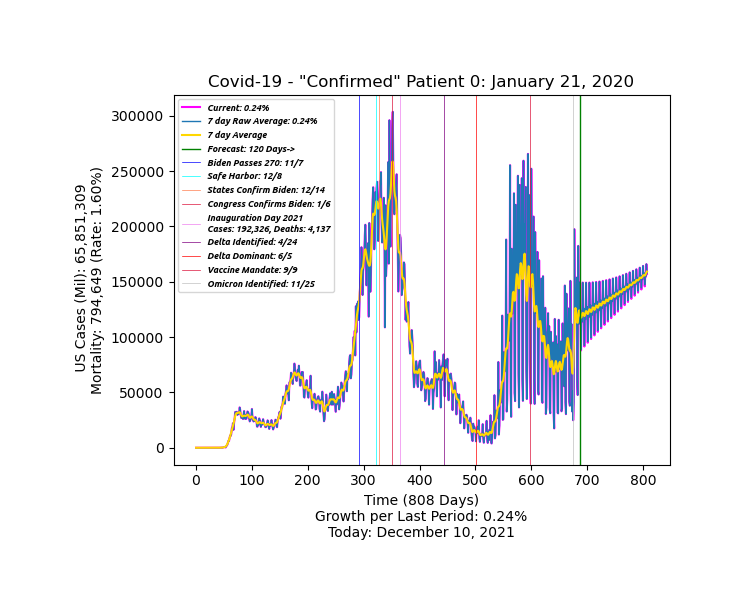 Covid-19 - "Confirmed" Patient 0: January 21, 2020
300000
250000
200000
150000
100000
50000
0
US Cases (Mil): 65,851,309
Mortality: 794,649 (Rate: 1.60%)
Current: 0.24%
7 day Raw Average: 0.24%
7 day Average
Forecast: 120 Days->
Biden Passes 270: 11/7
Safe Harbor: 12/8
States Confirm Biden: 12/14
Congress Confirms Biden: 1/6
Inauguration Day 2021
Cases: 192,326, Deaths: 4,137
Delta Identified: 4/24
Delta Dominant: 6/5
Vaccine Mandate: 9/9
Omicron Identified: 11/25
0 100 200 300 400 500 600 700 800
Time (808 Days)
Growth per Last Period: 0.24%
Today: December 10, 2021